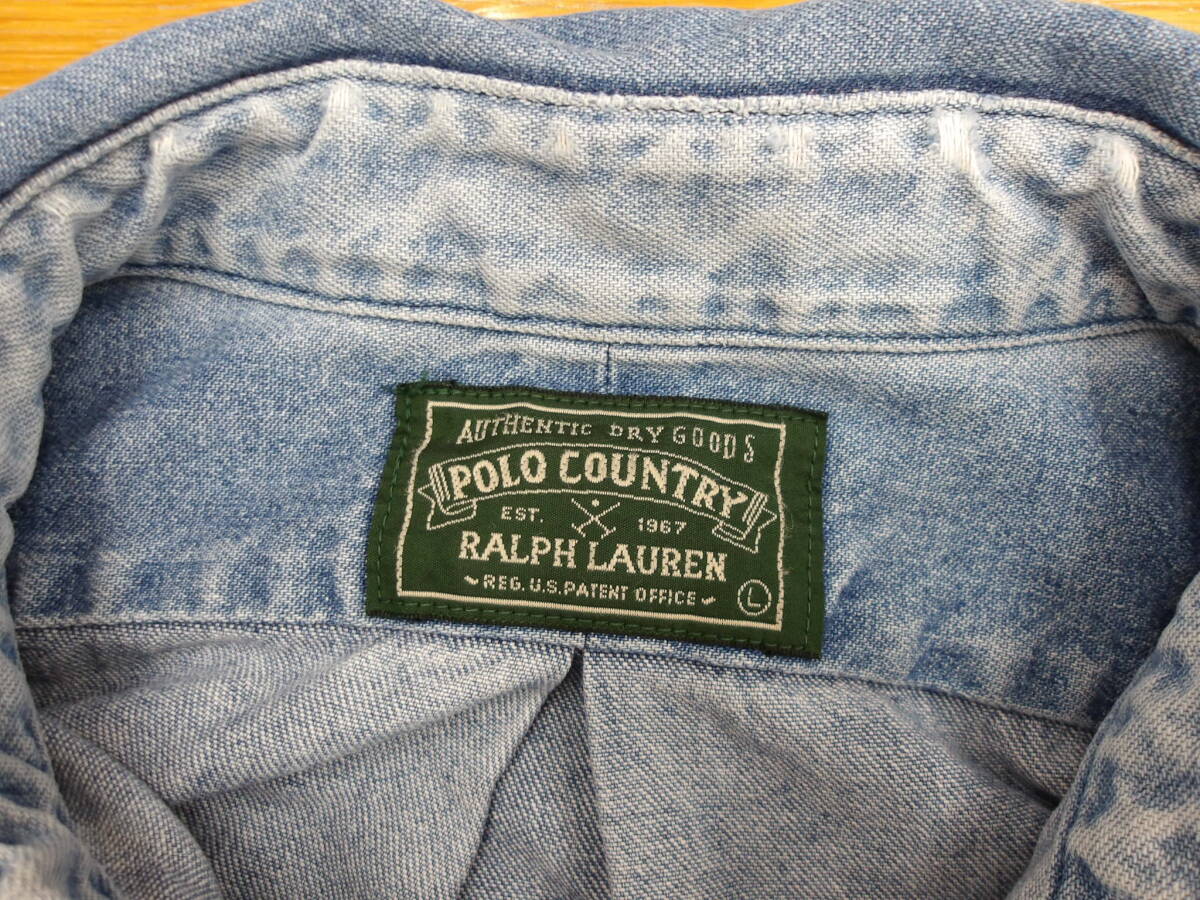 AUTHENTIC DRY GOODS
POLO COUNTRY
EST. 1967
RALPH LAUREN
REG. U.S. PATENT OFFICE
L